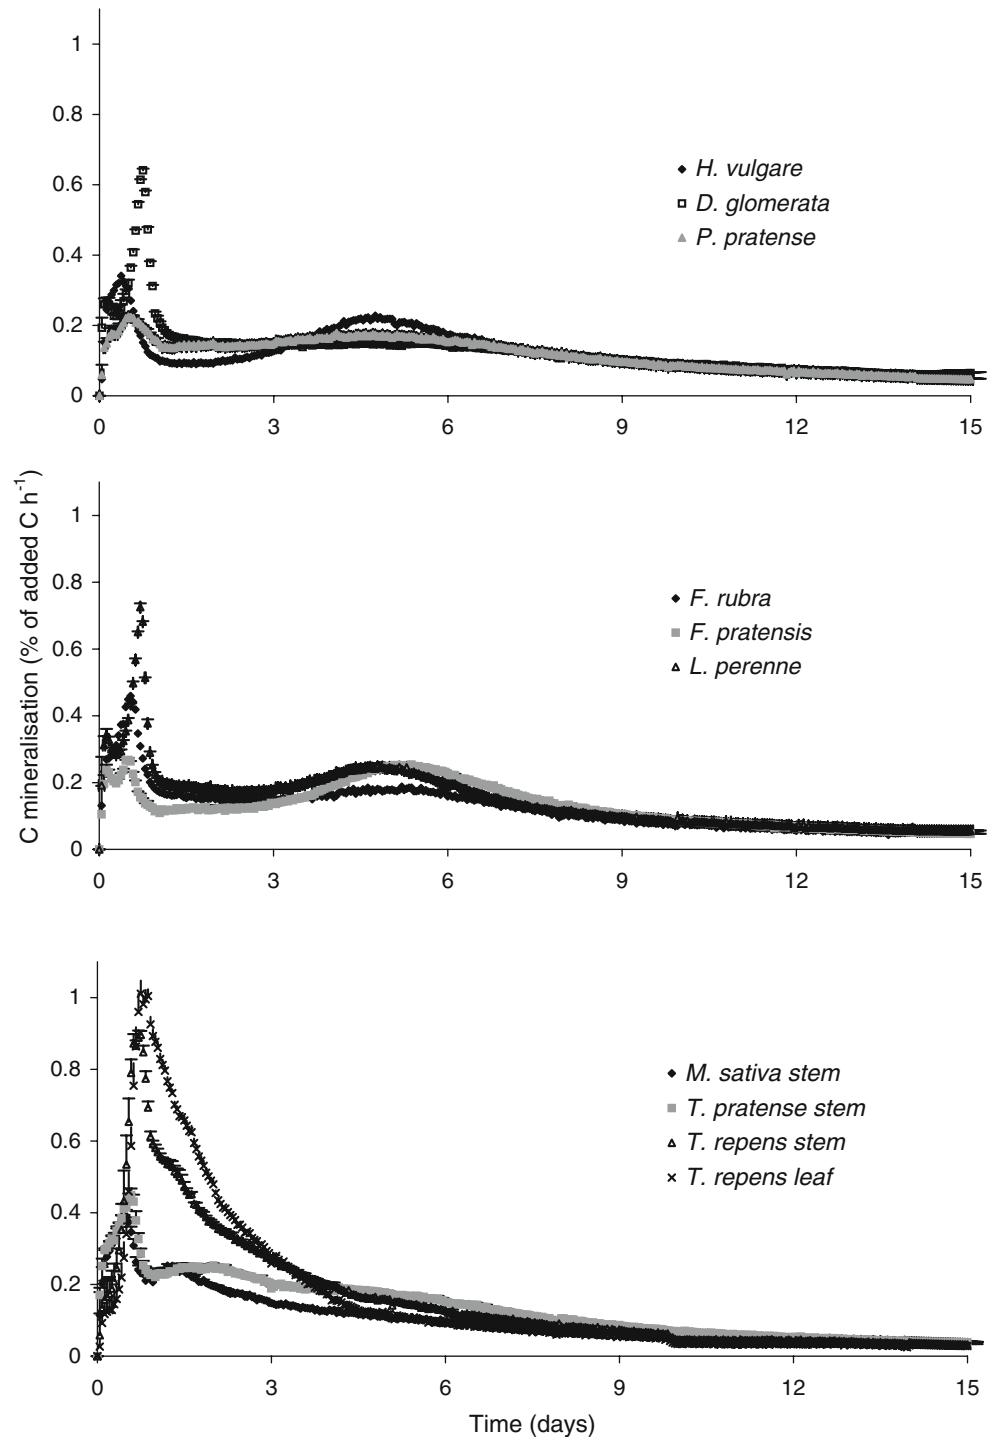 1
0.8
0.6
0.4
0.2
0
H. vulgare
D. glomerata
P. pratense
0 3 6 9 12 15
C mineralisation (% of added C h-1)
1
0.8
0.6
0.4
0.2
0
F. rubra
F. pratensis
L. perenne
0 3 6 9 12 15
1
0.8
0.6
0.4
0.2
0
M. sativa stem
T. pratense stem
T. repens stem
T. repens leaf
0 3 6 9 12 15
Time (days)